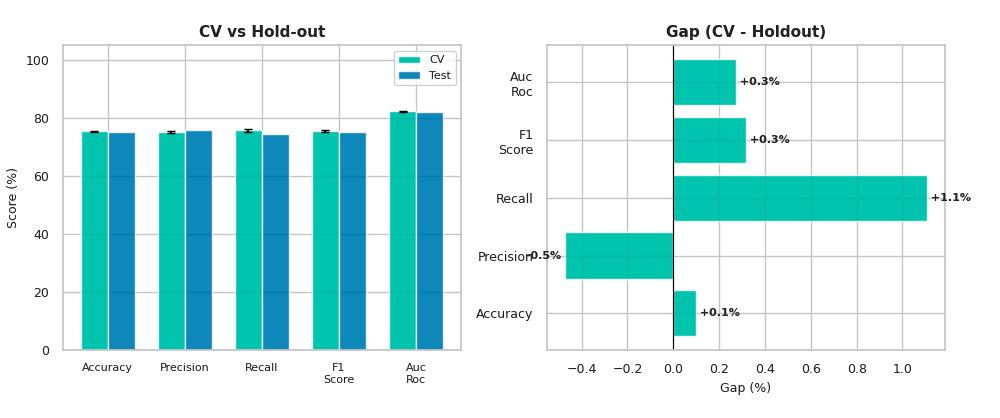 CV vs Hold-out
CV
Test
Score (%)
100
80
60
40
20
0
Accuracy
Precision
Recall
F1
Score
Auc
Roc
Gap (CV - Holdout)
Auc
Roc
F1
Score
Recall
Precision
Accuracy
+0.3%
+0.3%
+1.1%
-0.5%
+0.1%
−0.4
−0.2
0.0
0.2
0.4
0.6
0.8
1.0
Gap (%)